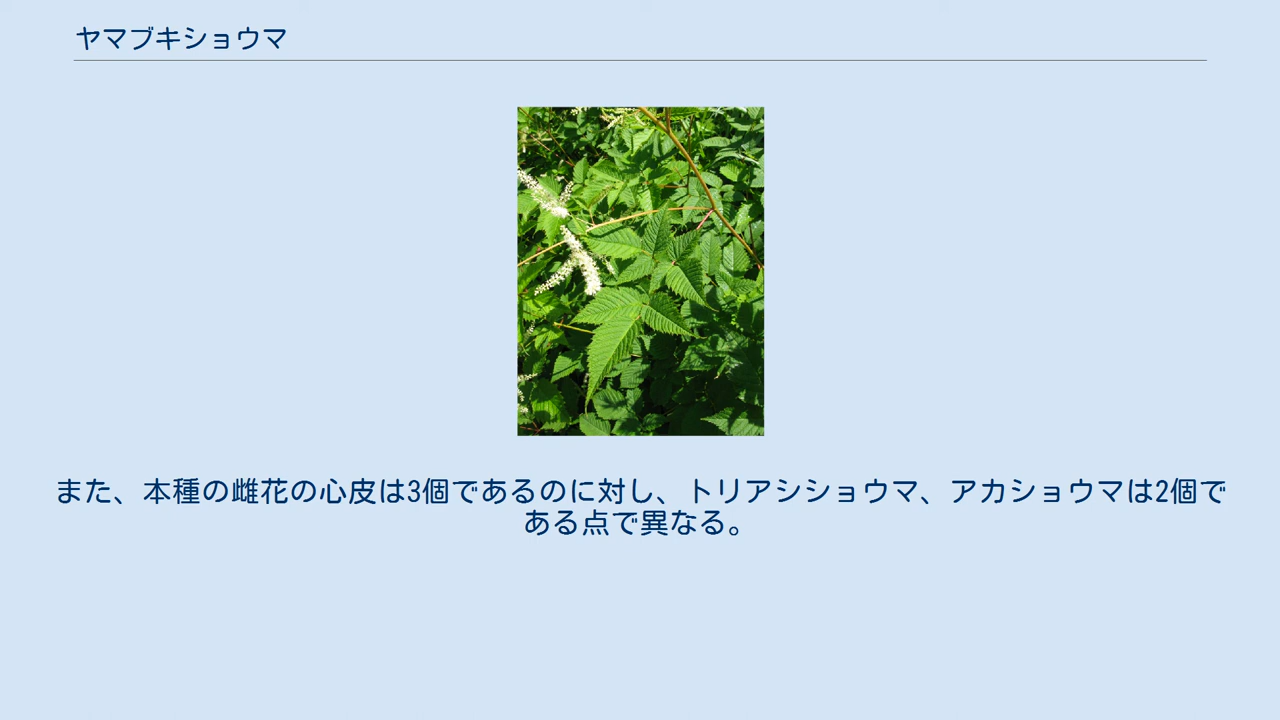 ヤマブキショウマ
また、本種の雌花の心皮は3個であるのに対し、トリアシショウマ、アカショウマは2個で
ある点で異なる。